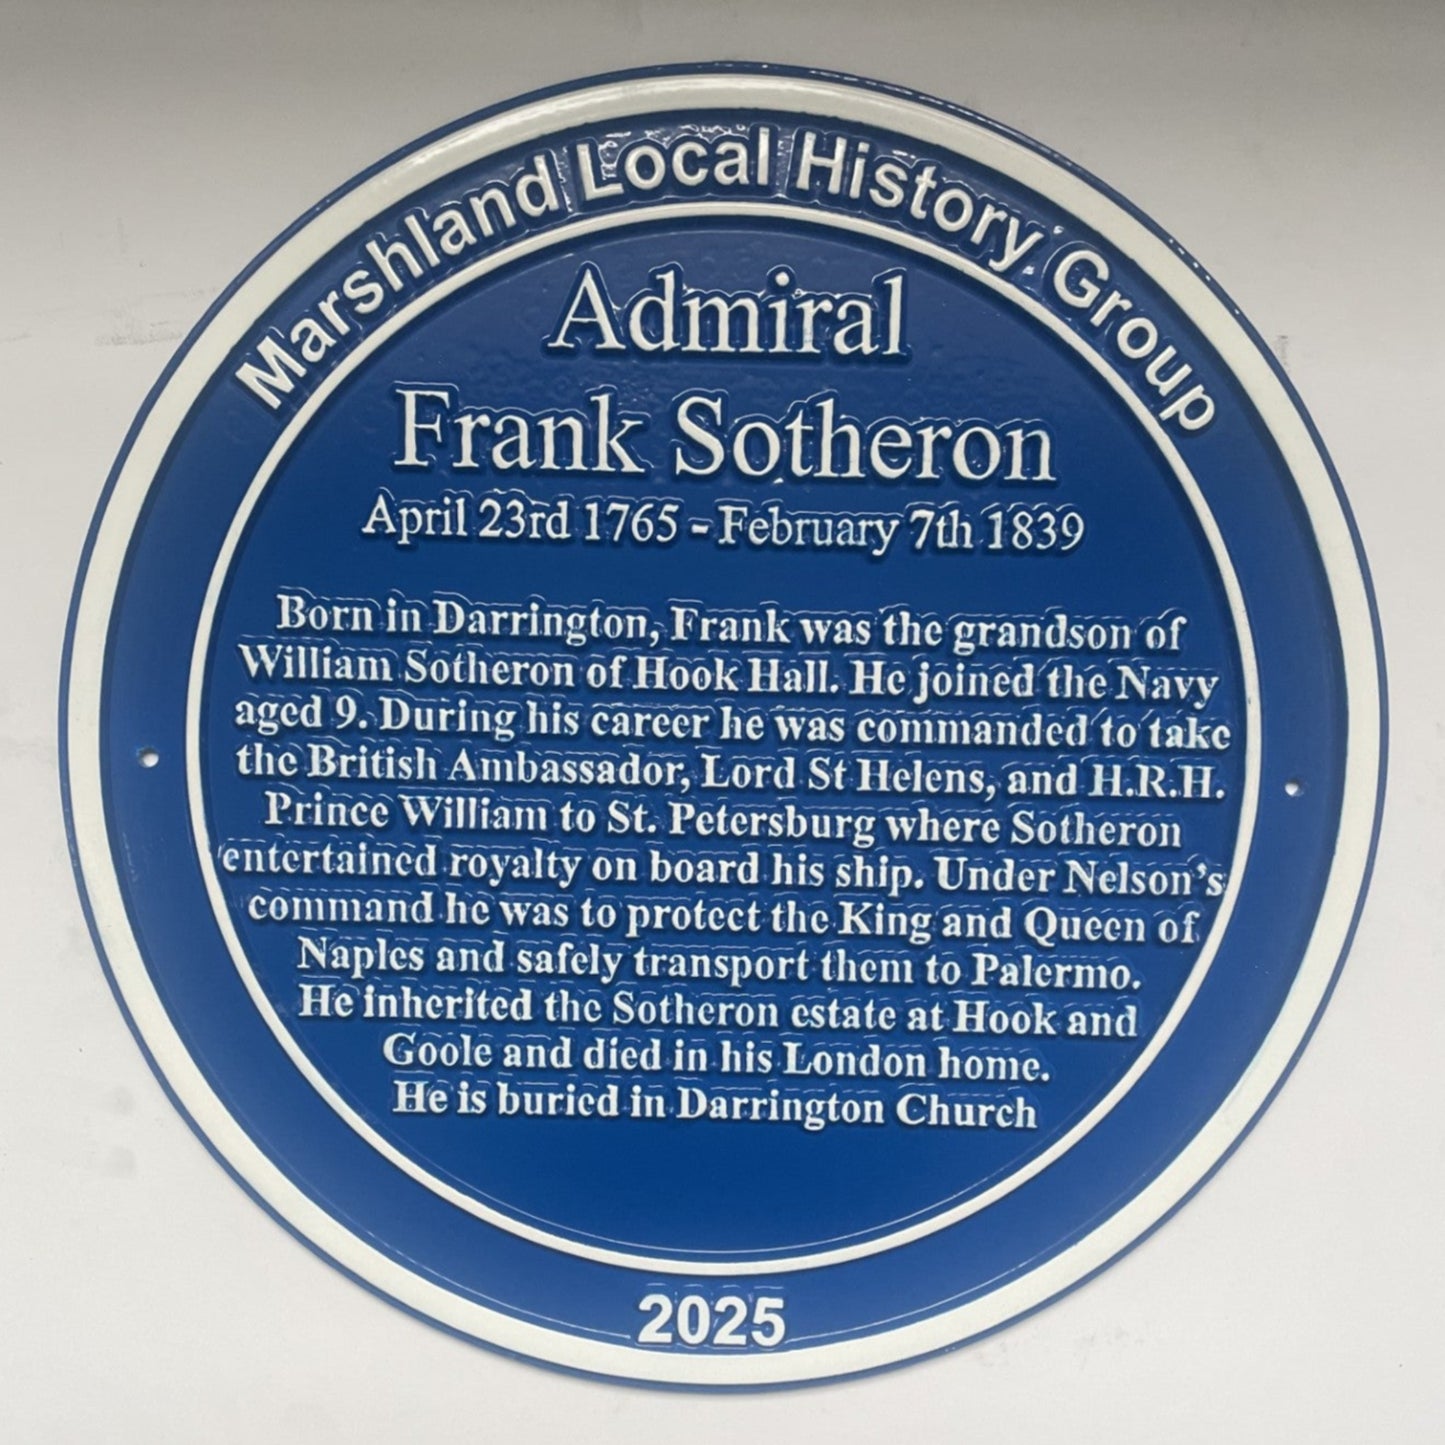 Marshland Local History Group
Admiral
Frank Sotheron
April 23rd 1765 - February 7th 1839
Born in Darrington, Frank was the grandson of
William Sotheron of Hook Hall. He joined the Navy
aged 9. During his career he was commanded to take
the British Ambassador, Lord St Helens, and H.R.H.
Prince William to St. Petersburg where Sotheron
entertained royalty on board his ship. Under Nelson's
command he was to protect the King and Queen of
Naples and safely transport them to Palermo.
He inherited the Sotheron estate at Hook and
Goole and died in his London home.
He is buried in Darrington Church
2025